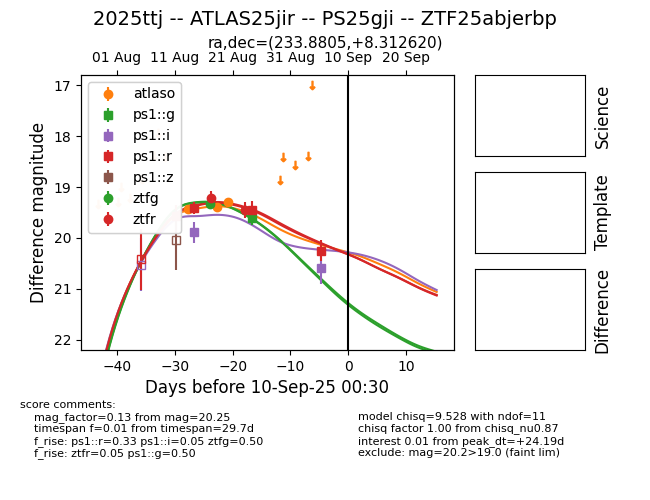 2025ttj -- ATLAS25jir -- PS25gji -- ZTF25abjerbp
ra,dec=(233.8805,+8.312620)
01 Aug 11 Aug 21 Aug 31 Aug 10 Sep 20 Sep
17
18
19
20
21
22
Difference magnitude
atlaso
ps1::g
ps1::i
ps1::r
ps1::z
ztfg
ztfr
−40 −30 −20 −10 0 10
Days before 10-Sep-25 00:30
Science
Template
Difference
score comments:
mag_factor=0.13 from mag=20.25
timespan f=0.01 from timespan=29.7d
f_rise: ps1::r=0.33 ps1::i=0.05 ztfg=0.50
f_rise: ztfr=0.05 ps1::g=0.50
model chisq=9.528 with ndof=11
chisq factor 1.00 from chisq_nu0.87
interest 0.01 from peak_dt=+24.19d
exclude: mag=20.2>19.0 (faint lim)